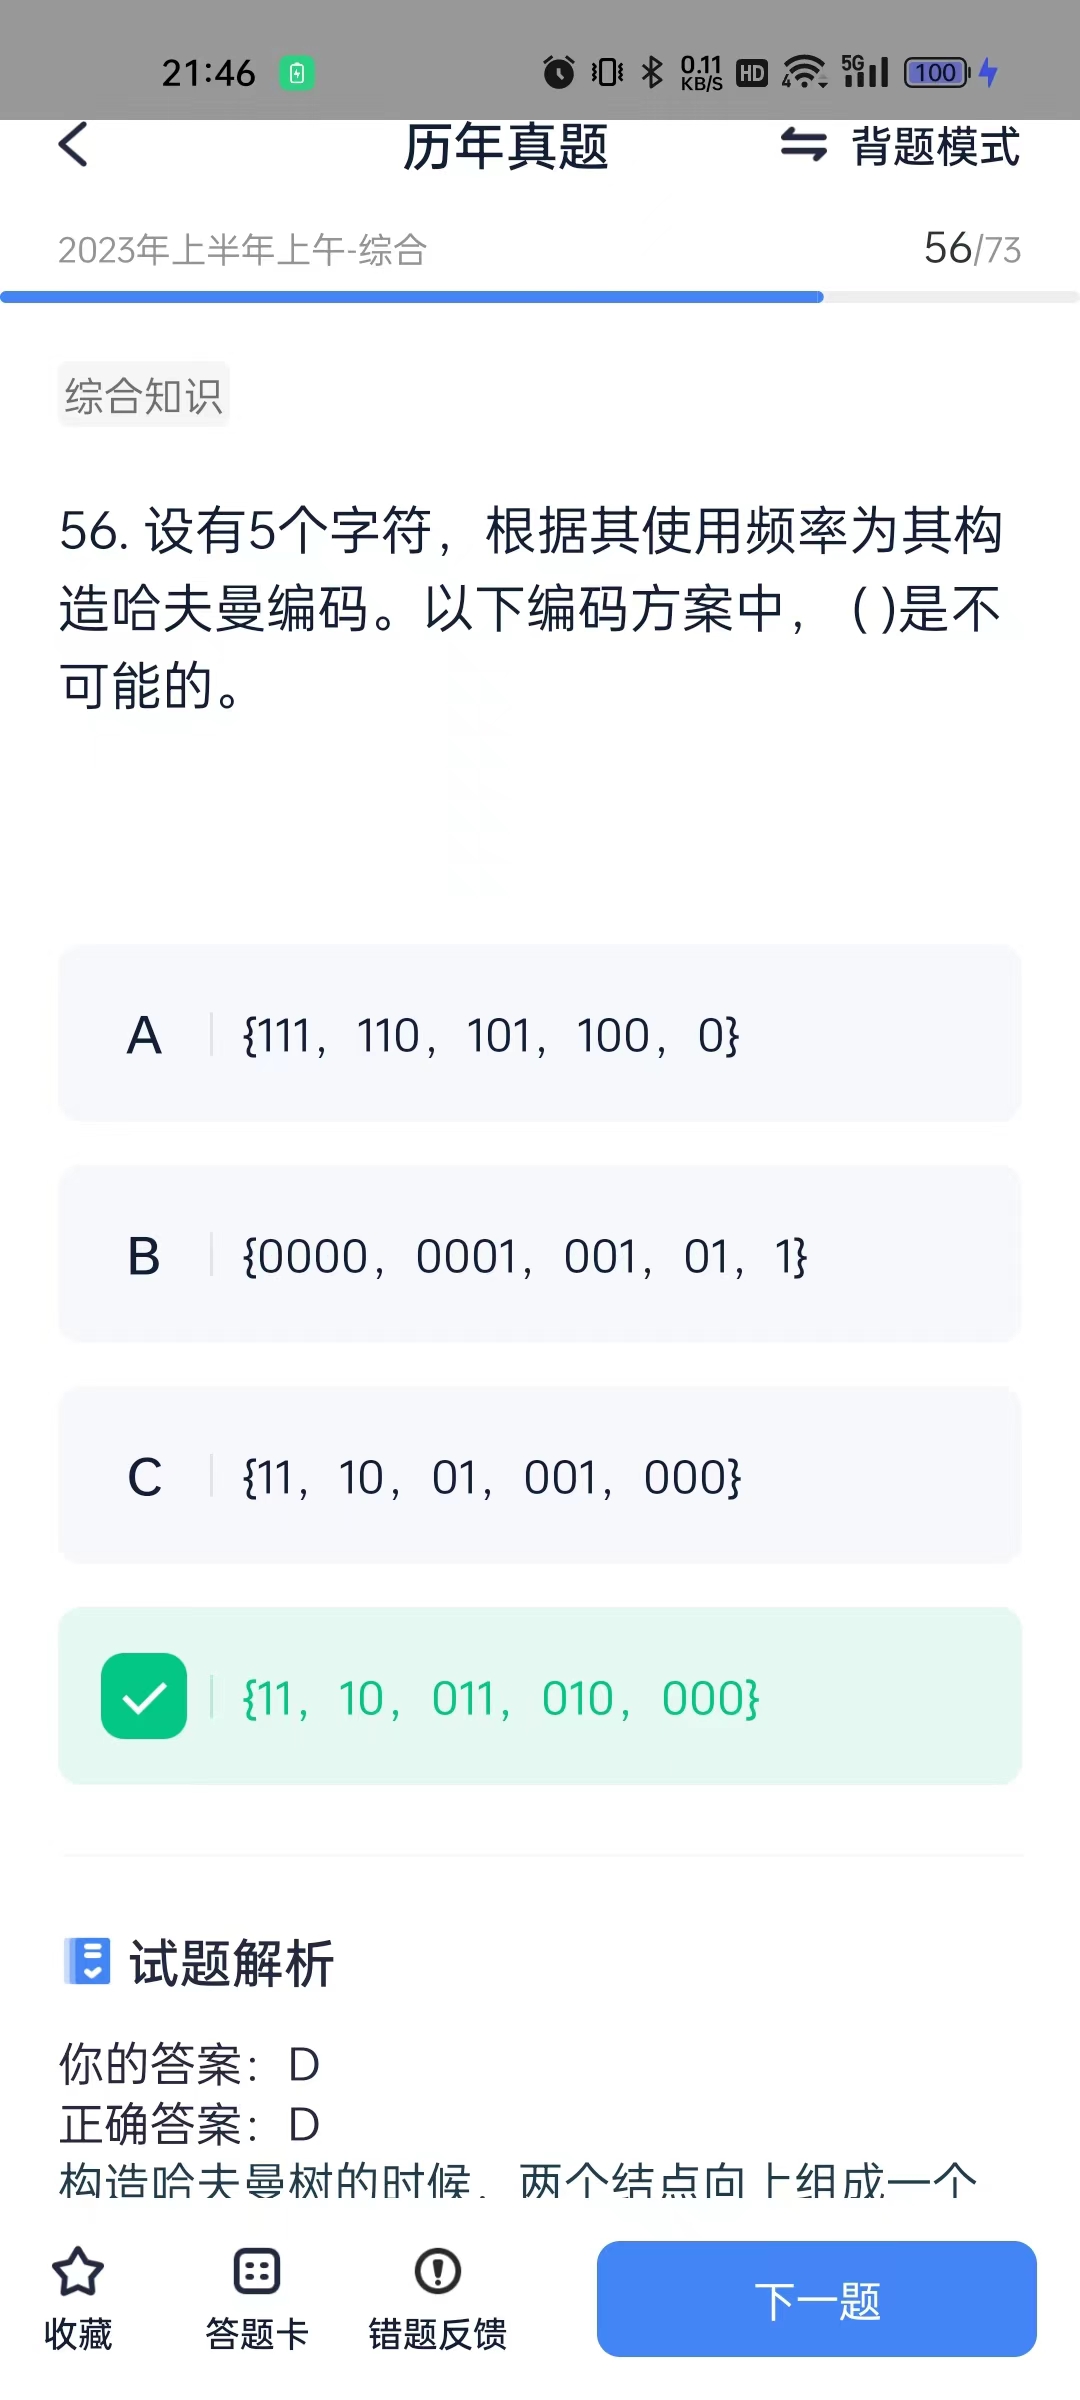 21:46
0.11 KB/S HD 4 5G 100
历年真题
背题模式
2023年上半年上午-综合
56/73
综合知识
56. 设有5个字符，根据其使用频率为其构
造哈夫曼编码。以下编码方案中，( )是不
可能的。
A {111，110，101，100，0}
B {0000，0001，001，01，1}
C {11，10，01，001，000}
{11，10，011，010，000}
试题解析
你的答案：D
正确答案：D
构造哈夫曼树的时候，两个结点向上组成一个
收藏
答题卡
错题反馈
下一题